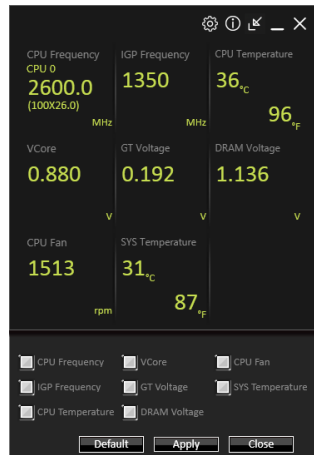 CPU Frequency IGP Frequency CPU Temperature
CPU 0
2600.0 1350 36°C
(100X26.0)
MHz MHz 96°F
VCore GT Voltage DRAM Voltage
0.880 0.192 1.136
V V V
CPU Fan SYS Temperature
1513 31°C
rpm 87°F
CPU Frequency VCore CPU Fan
IGP Frequency GT Voltage SYS Temperature
CPU Temperature DRAM Voltage
Default Apply Close